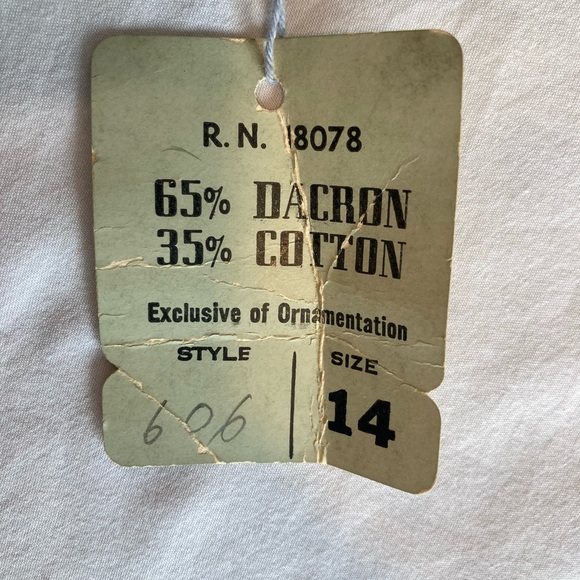 R. N. 18078
65% DACRON
35% COTTON
Exclusive of Ornamentation
STYLE SIZE
606 14